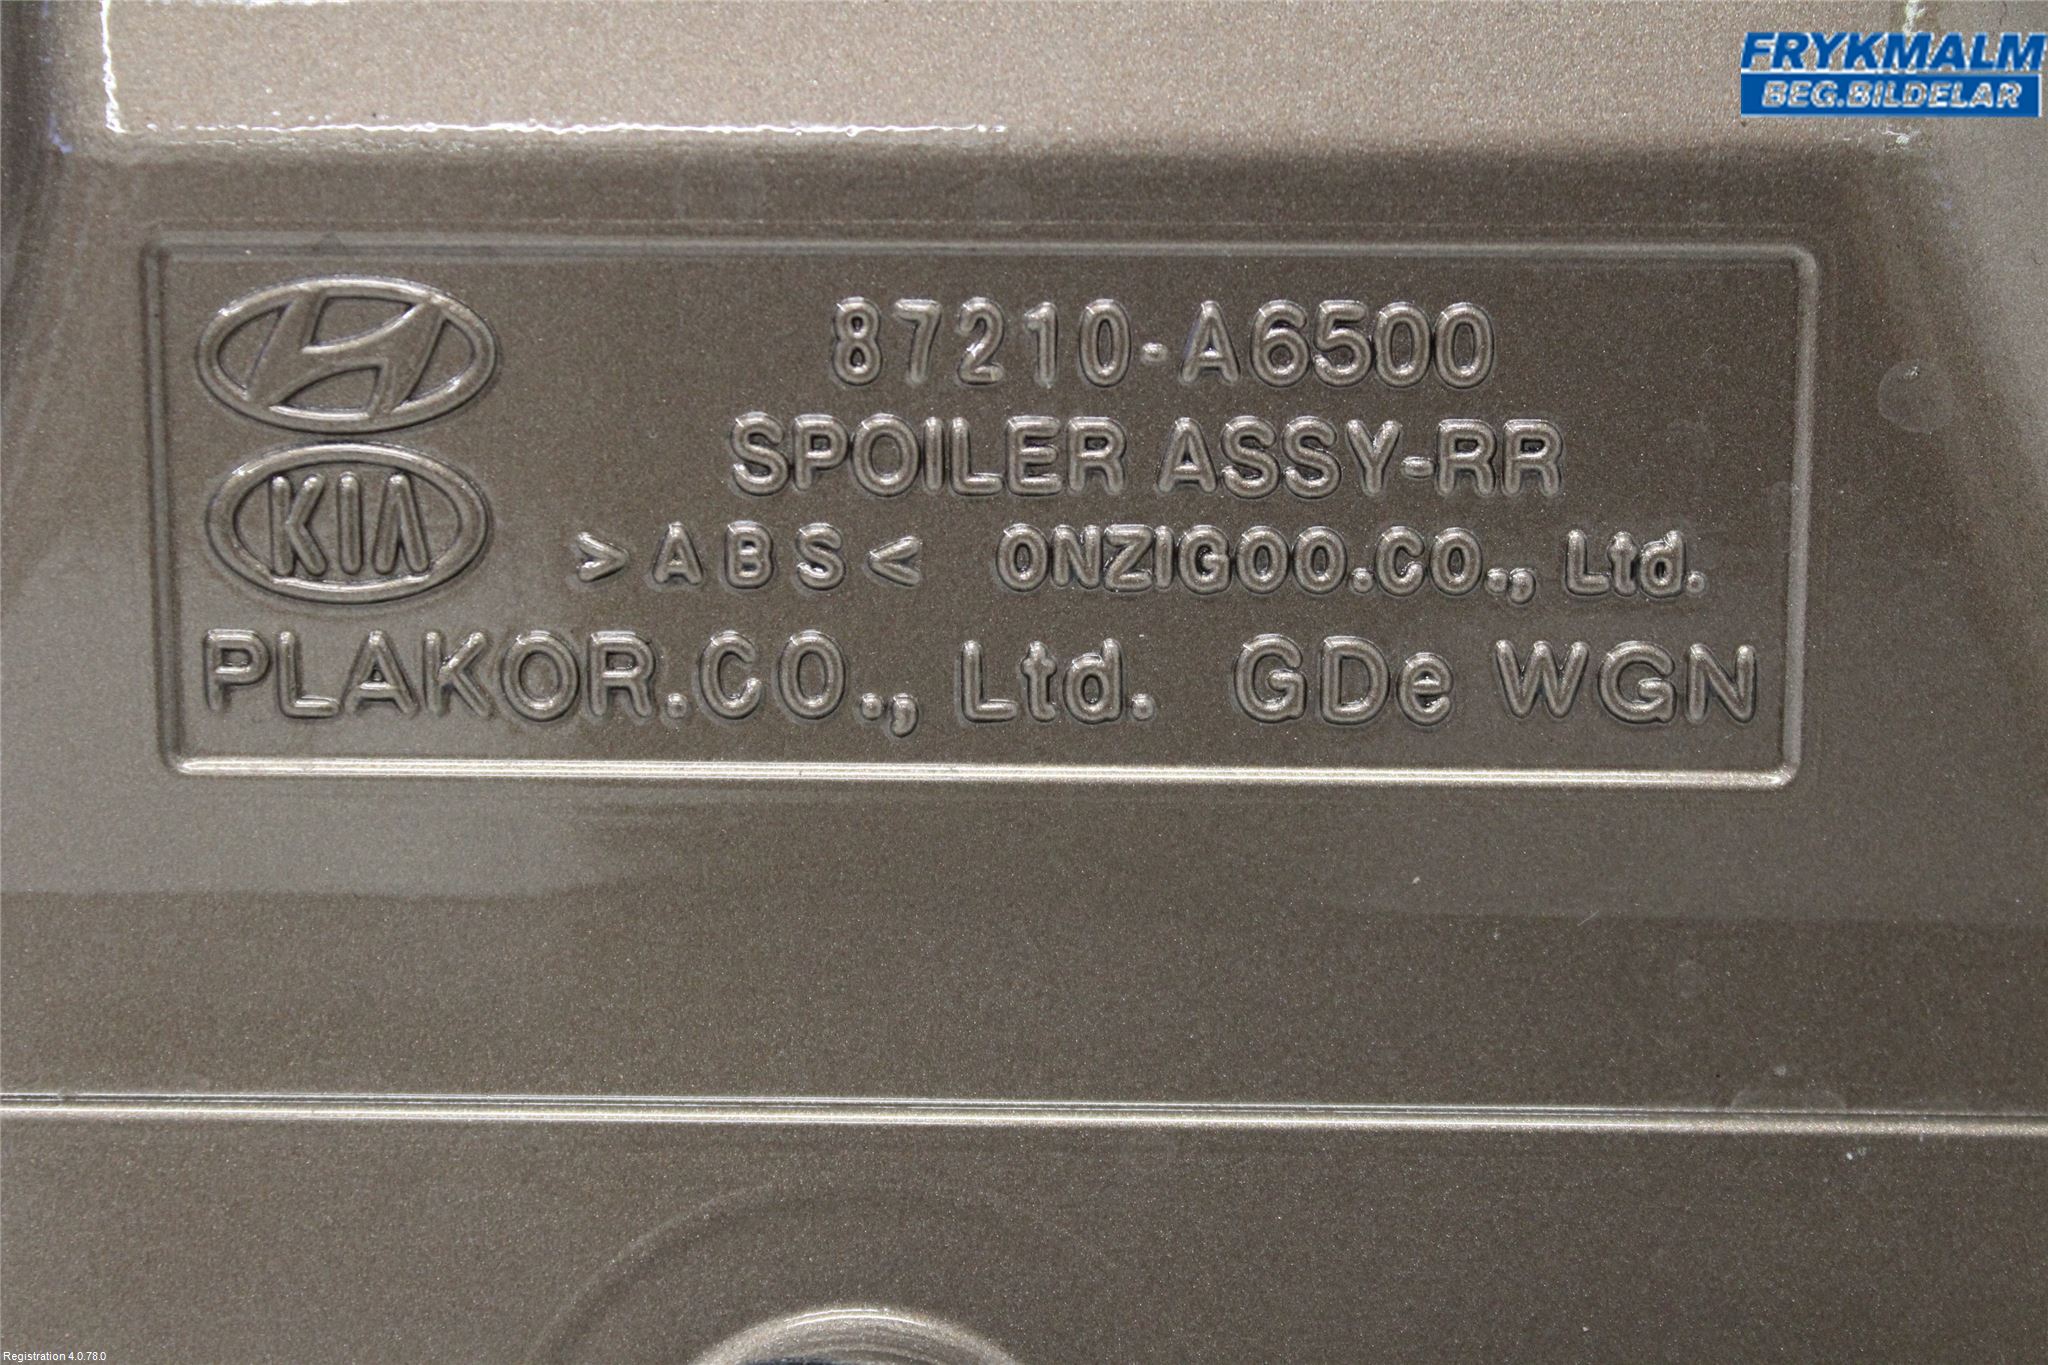 FRYKMALM
BEG.BILDELAR
87210-A6500
SPOILER ASSY-RR
KIA
>ABS< ONZIGOO.CO., Ltd.
PLAKOR.CO., Ltd. GDe WGN
Registration 4.0.78.0